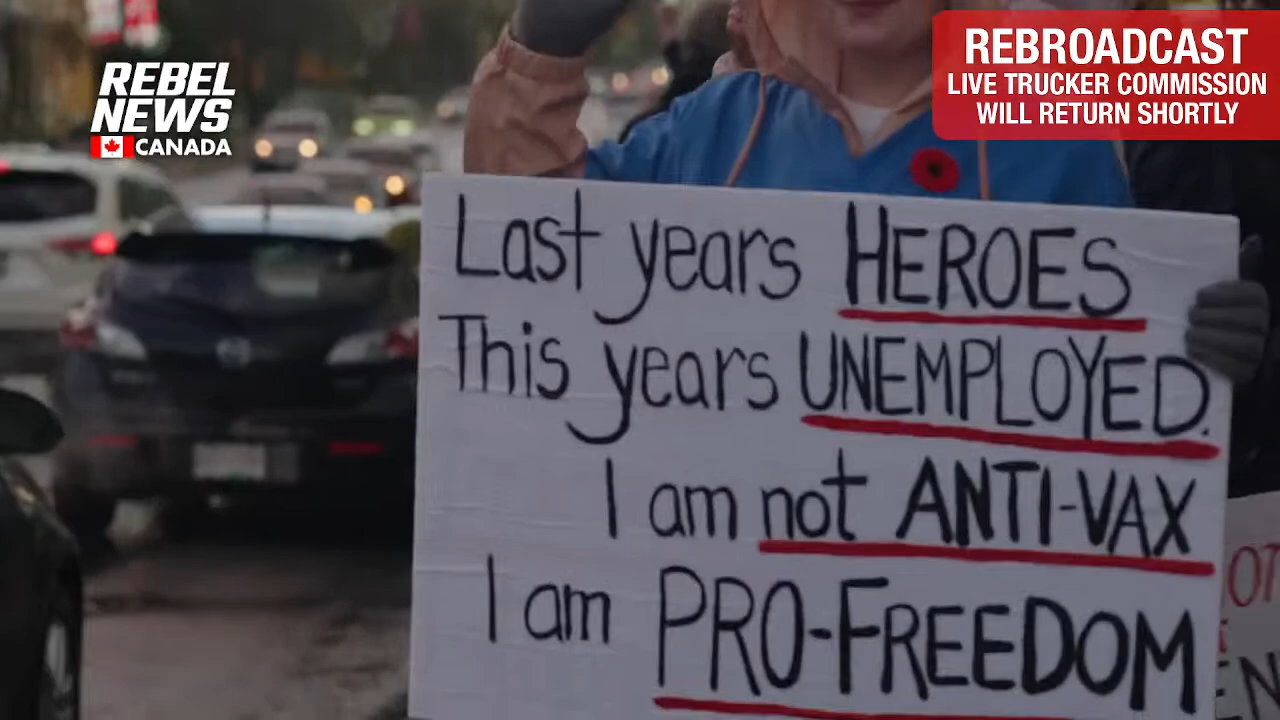 REBEL
NEWS
CANADA
REBROADCAST
LIVE TRUCKER COMMISSION
WILL RETURN SHORTLY
Last years HEROES
This years UNEMPLOYED.
I am not ANTI-VAX
I am PRO-FREEDOM